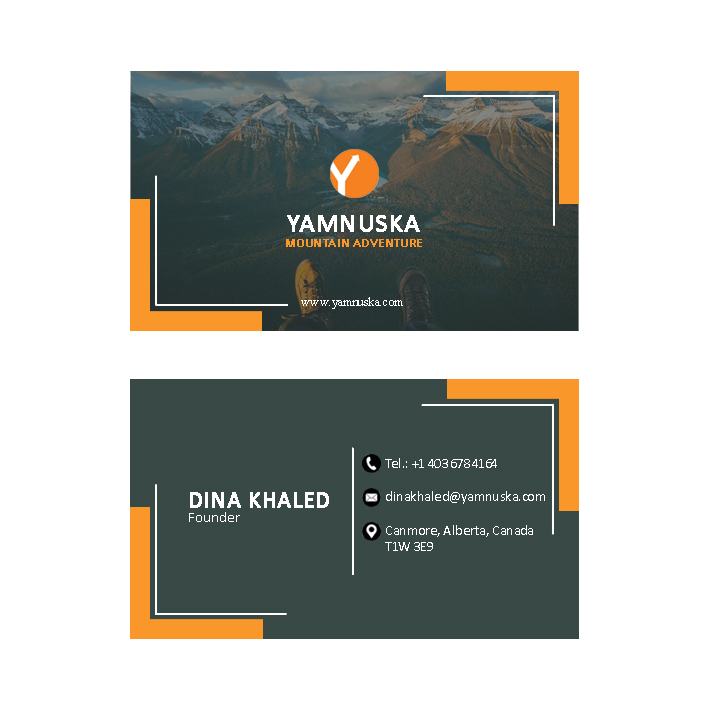 Y
YAMNUSKA
MOUNTAIN ADVENTURE
www.yamnuska.com
DINA KHALED
Founder
Tel.: +1 4036784164
dinakhaled@yamnuska.com
Canmore, Alberta, Canada
T1W 3E9